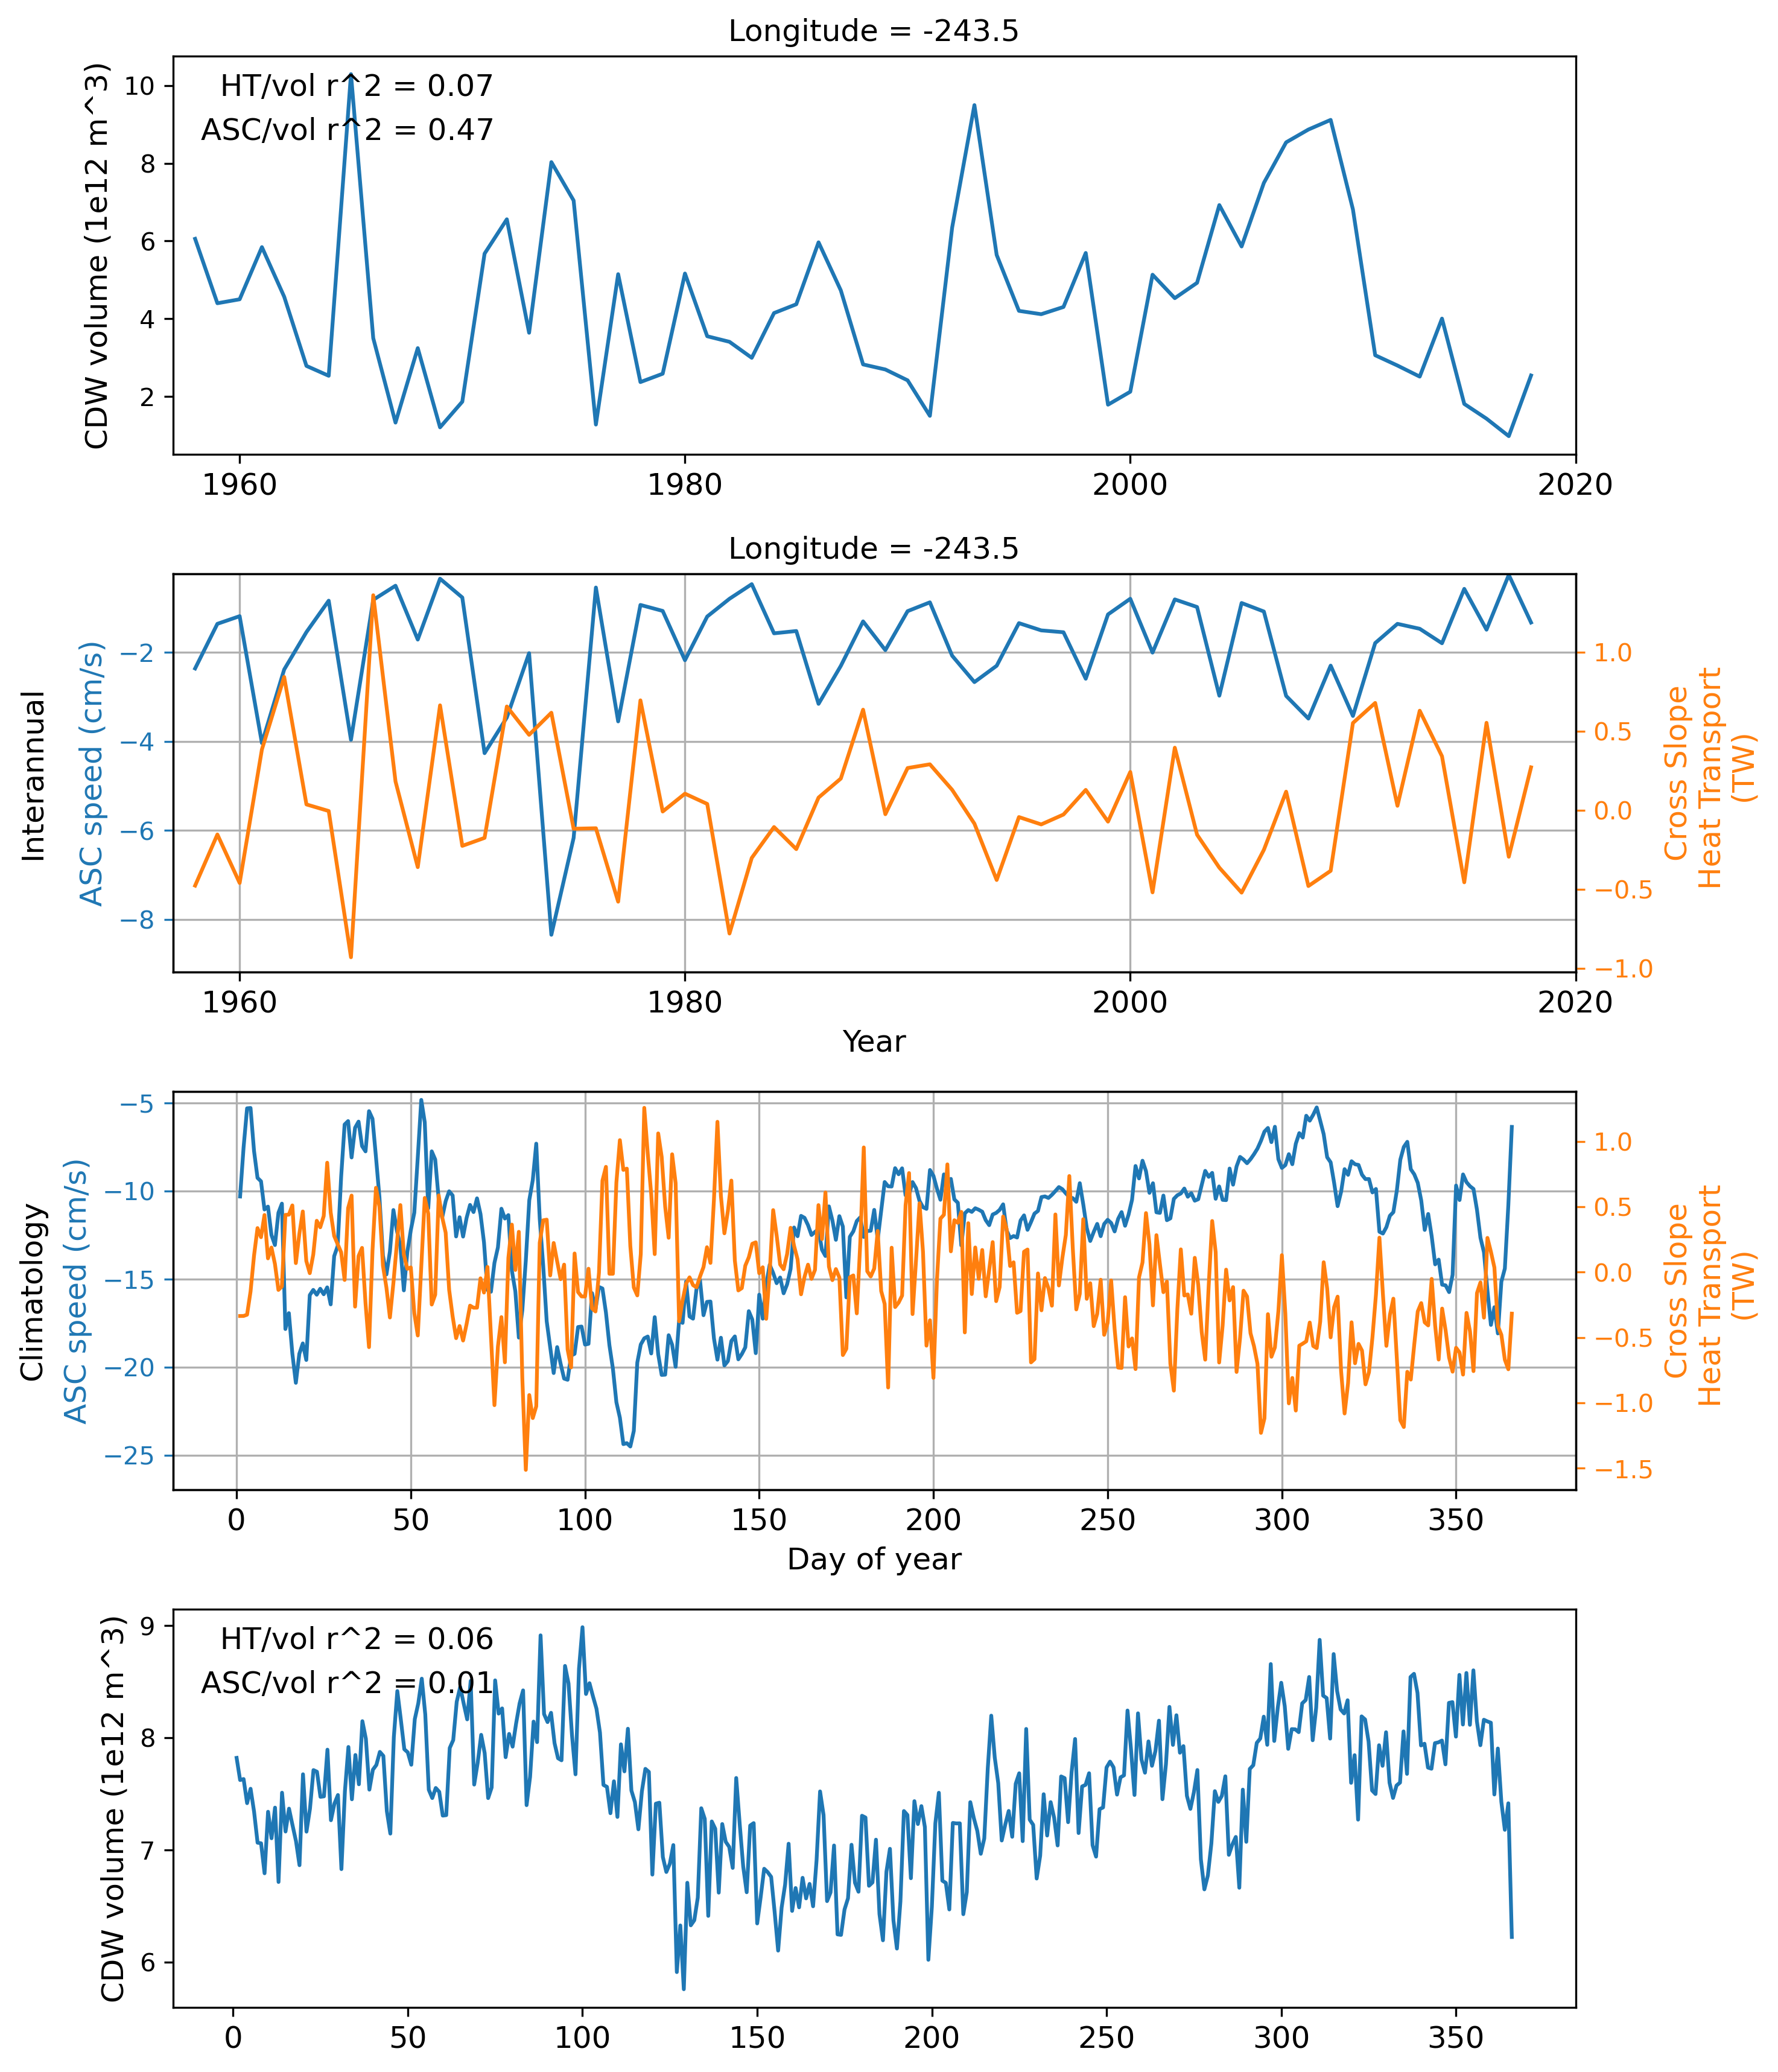 Longitude = -243.5
HT/vol r^2 = 0.07
ASC/vol r^2 = 0.47
CDW volume (1e12 m^3)
10
8
6
4
2
1960 1980 2000 2020
Longitude = -243.5
Interannual
ASC speed (cm/s)
−2
−4
−6
−8
1.0
0.5
0.0
−0.5
−1.0
Cross Slope
Heat Transport
(TW)
1960 1980 2000 2020
Year
Climatology
ASC speed (cm/s)
−5
−10
−15
−20
−25
1.0
0.5
0.0
−0.5
−1.0
−1.5
Cross Slope
Heat Transport
(TW)
0 50 100 150 200 250 300 350
Day of year
HT/vol r^2 = 0.06
ASC/vol r^2 = 0.01
CDW volume (1e12 m^3)
9
8
7
6
0 50 100 150 200 250 300 350